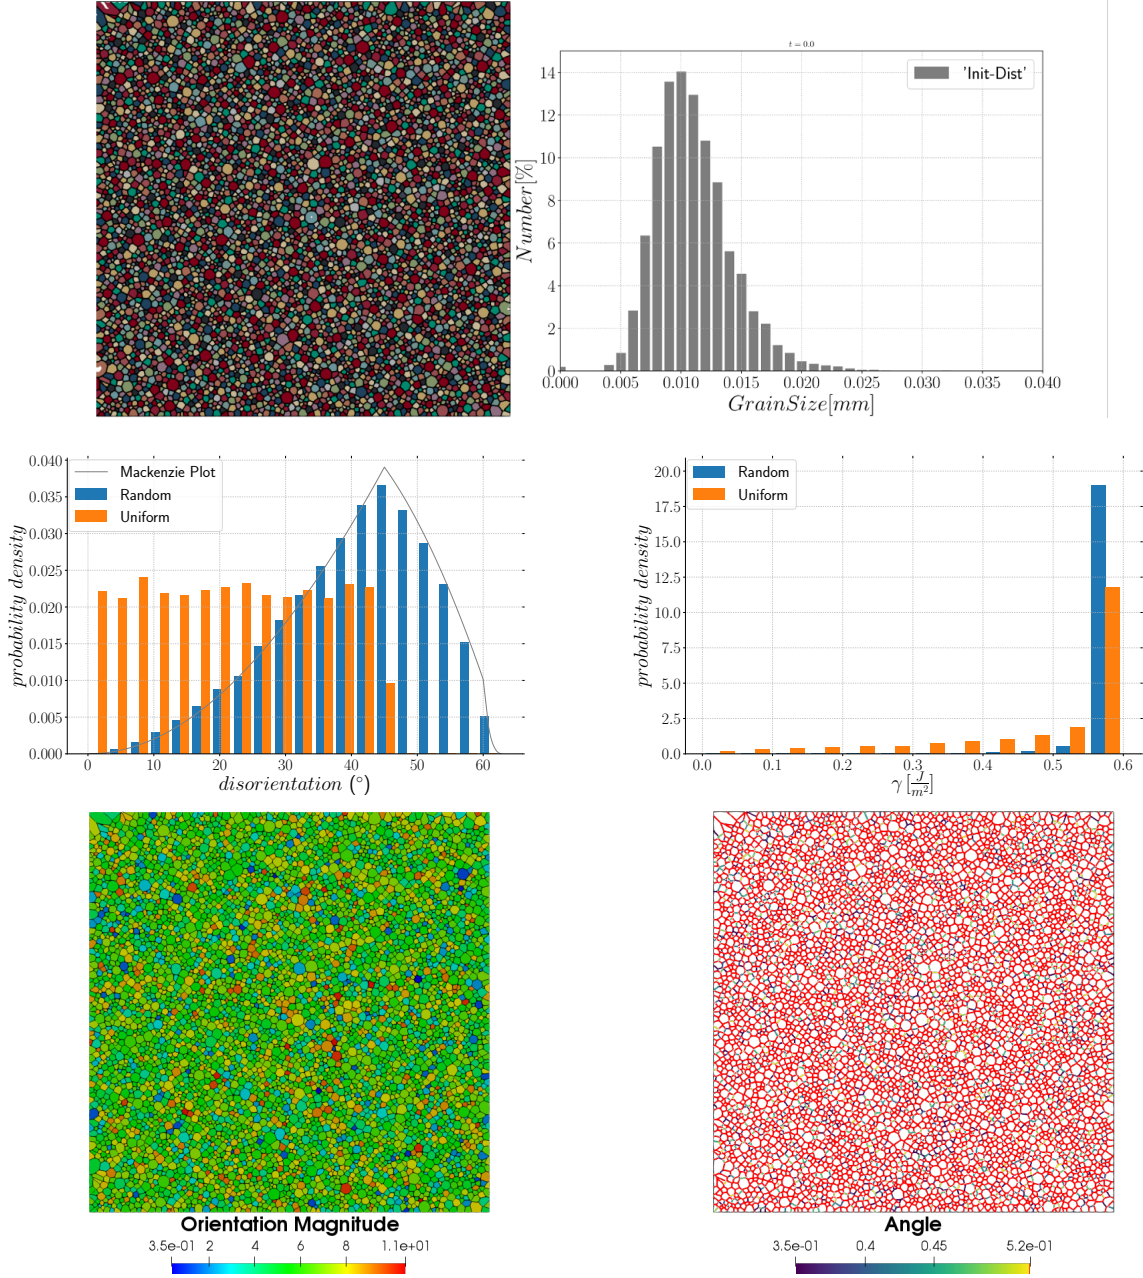 t = 0.0
'Init-Dist'
Number[%]
14
12
10
8
6
4
2
0
0.000 0.005 0.010 0.015 0.020 0.025 0.030 0.035 0.040
GrainSize[mm]
Mackenzie Plot
Random
Uniform
probability density
0.040
0.035
0.030
0.025
0.020
0.015
0.010
0.005
0.000
0 10 20 30 40 50 60
disorientation (°)
Random
Uniform
probability density
20.0
17.5
15.0
12.5
10.0
7.5
5.0
2.5
0.0
0.0 0.1 0.2 0.3 0.4 0.5 0.6
γ [J/m²]
Orientation Magnitude
3.5e-01 2 4 6 8 1.1e+01
Angle
3.5e-01 0.4 0.45 5.2e-01